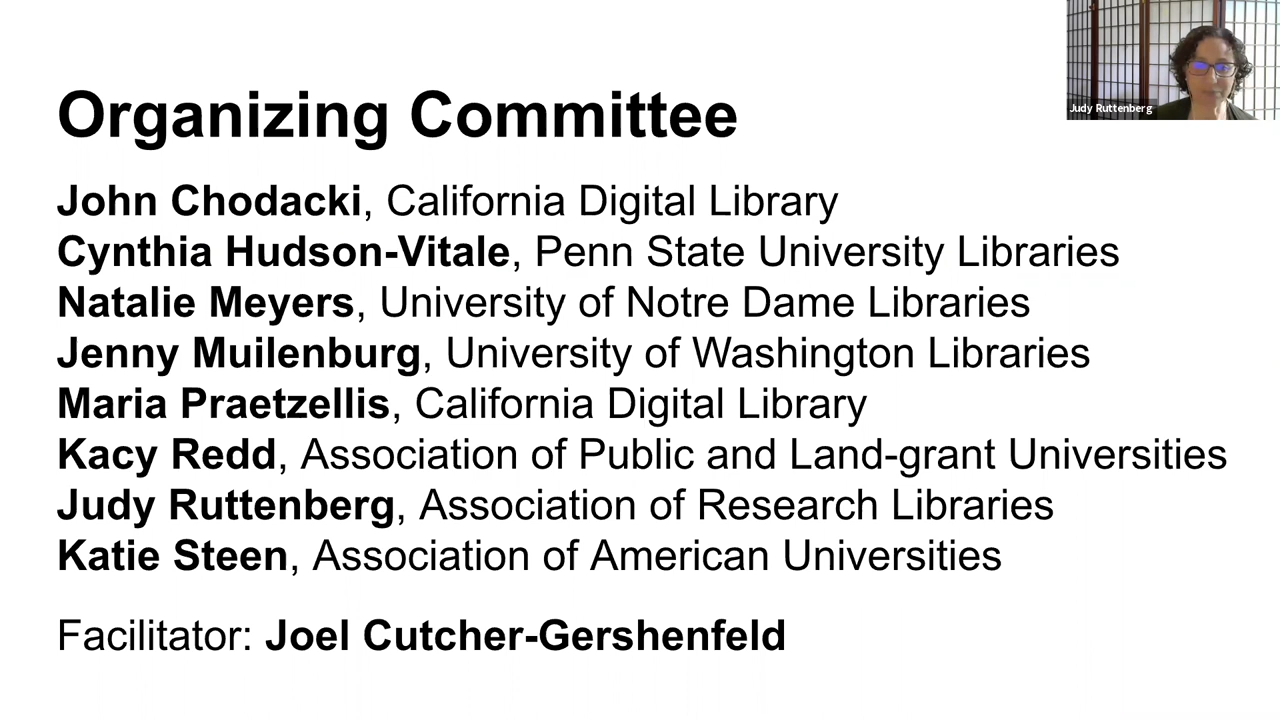 Organizing Committee
Judy Ruttenberg
John Chodacki, California Digital Library
Cynthia Hudson-Vitale, Penn State University Libraries
Natalie Meyers, University of Notre Dame Libraries
Jenny Muilenburg, University of Washington Libraries
Maria Praetzellis, California Digital Library
Kacy Redd, Association of Public and Land-grant Universities
Judy Ruttenberg, Association of Research Libraries
Katie Steen, Association of American Universities
Facilitator: Joel Cutcher-Gershenfeld